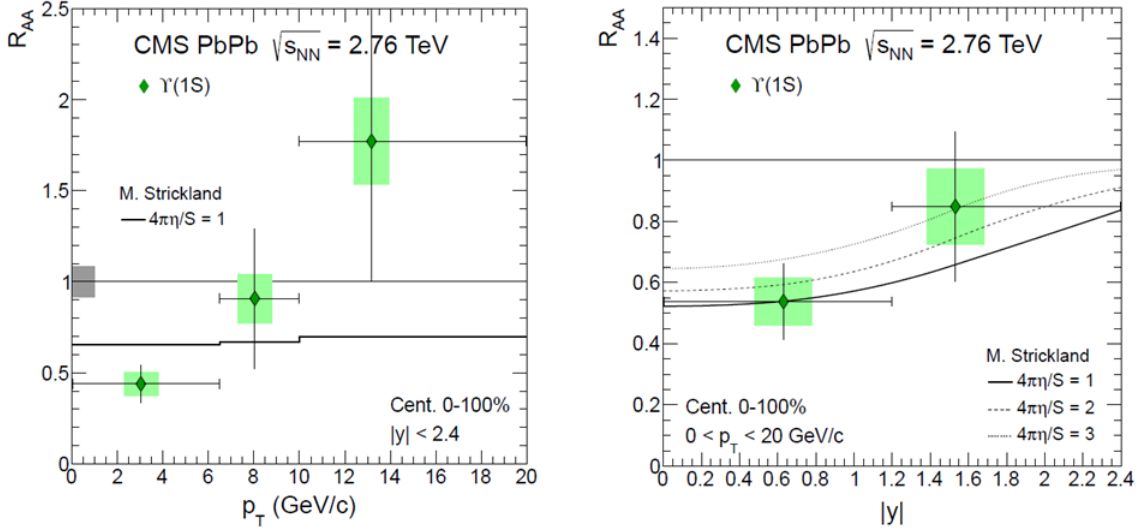 R_AA
2.5
2
1.5
1
0.5
0
CMS PbPb √s_NN = 2.76 TeV
ϒ(1S)
M. Strickland
4πη/S = 1
Cent. 0-100%
|y| < 2.4
0 2 4 6 8 10 12 14 16 18 20
p_T (GeV/c)
R_AA
1.4
1.2
1
0.8
0.6
0.4
0.2
0
CMS PbPb √s_NN = 2.76 TeV
ϒ(1S)
M. Strickland
4πη/S = 1
4πη/S = 2
4πη/S = 3
Cent. 0-100%
0 < p_T < 20 GeV/c
0 0.2 0.4 0.6 0.8 1 1.2 1.4 1.6 1.8 2 2.2 2.4
|y|